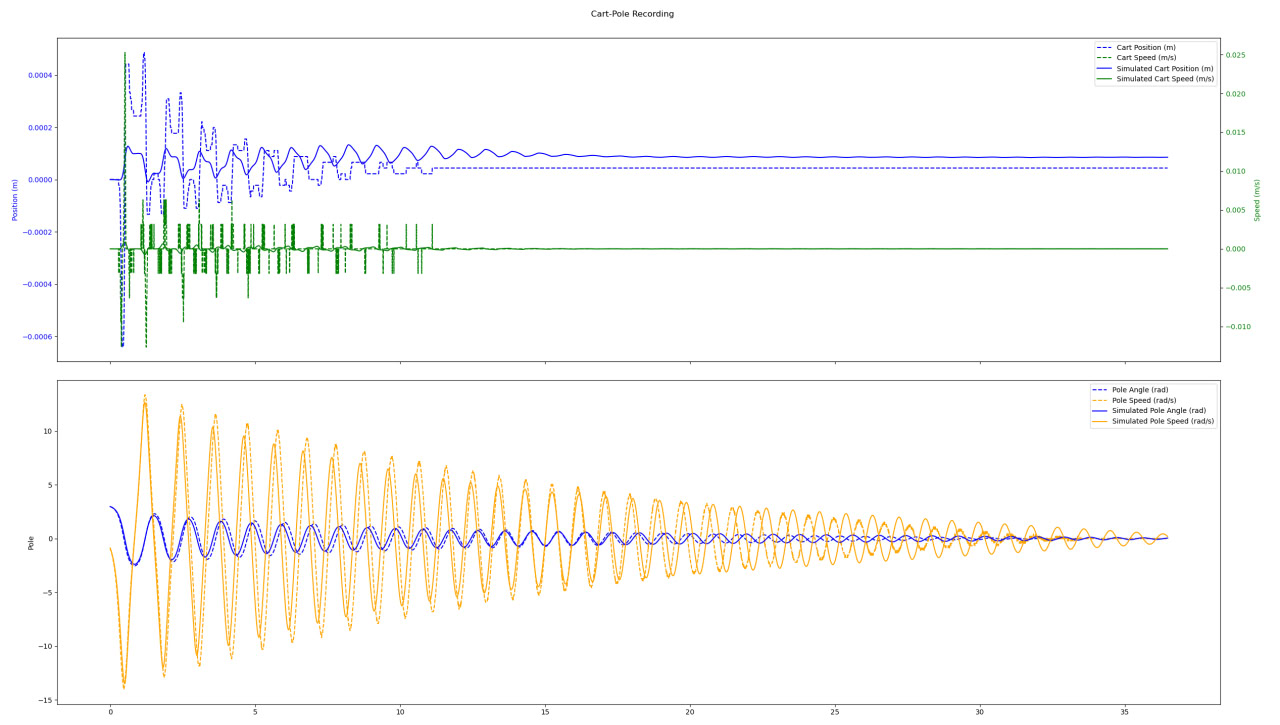 Cart-Pole Recording
0.0004
0.0002
0.0000
−0.0002
−0.0004
−0.0006
Position (m)
Cart Position (m)
Cart Speed (m/s)
Simulated Cart Position (m)
Simulated Cart Speed (m/s)
0.025
0.020
0.015
0.010
0.005
0.000
−0.005
−0.010
Speed (m/s)
10
5
0
−5
−10
−15
Pole
Pole Angle (rad)
Pole Speed (rad/s)
Simulated Pole Angle (rad)
Simulated Pole Speed (rad/s)
0 5 10 15 20 25 30 35